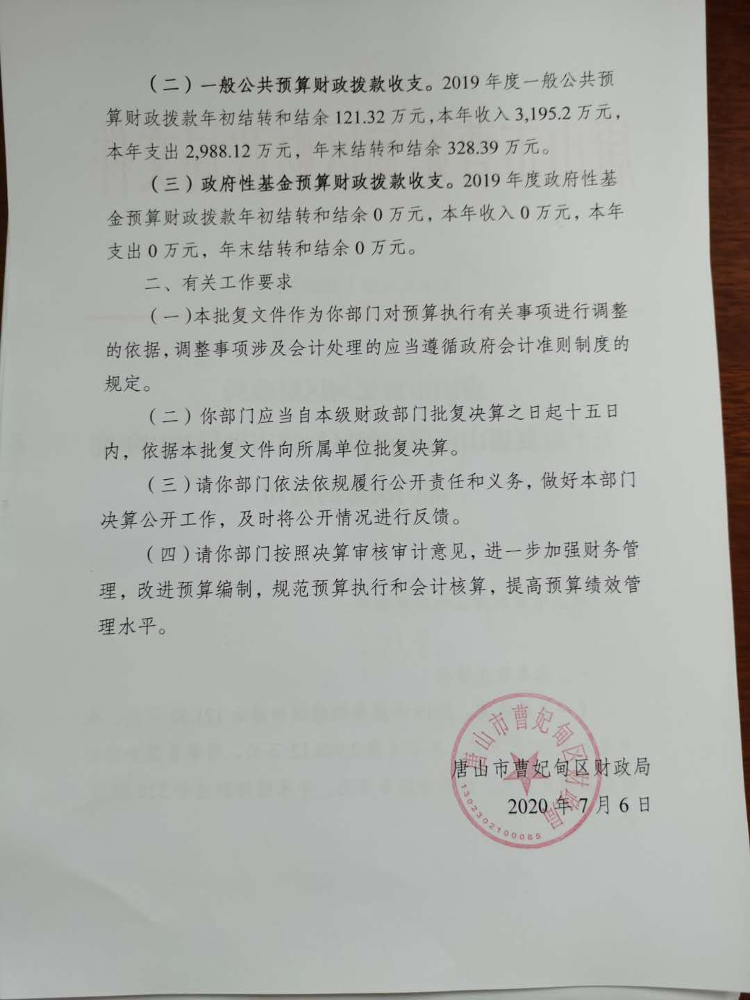 （二）一般公共预算财政拨款收支。2019 年度一般公共预
算财政拨款年初结转和结余 121.32 万元,本年收入 3,195.2 万元，
本年支出 2,988.12 万元，年末结转和结余 328.39 万元。
（三）政府性基金预算财政拨款收支。2019 年度政府性基
金预算财政拨款年初结转和结余 0 万元，本年收入 0 万元，本年
支出 0 万元，年末结转和结余 0 万元。
二、有关工作要求
（一)本批复文件作为你部门对预算执行有关事项进行调整
的依据,调整事项涉及会计处理的应当遵循政府会计准则制度的
规定。
（二）你部门应当自本级财政部门批复决算之日起十五日
内，依据本批复文件向所属单位批复决算。
（三）请你部门依法依规履行公开责任和义务，做好本部门
决算公开工作，及时将公开情况进行反馈。
（四）请你部门按照决算审核审计意见，进一步加强财务管
理，改进预算编制，规范预算执行和会计核算，提高预算绩效管
理水平。
唐山市曹妃甸区财政局
唐山市曹妃甸区财政局
2020 年 7 月 6 日
1302302100085